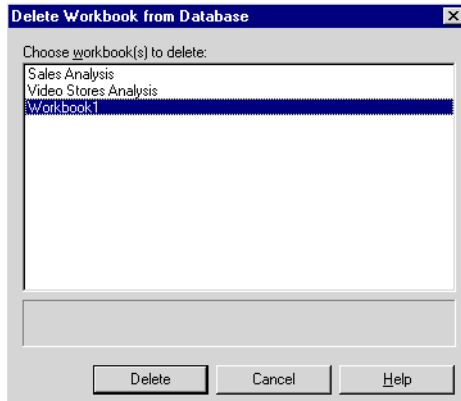 Delete Workbook from Database
Choose workbook(s) to delete:
Sales Analysis
Video Stores Analysis
Workbook1
Delete
Cancel
Help